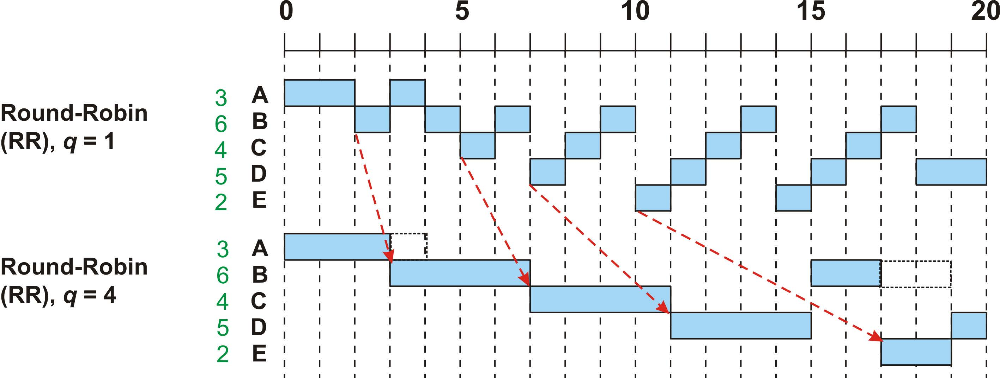 0 5 10 15 20
3 A
6 B
4 C
5 D
2 E
Round-Robin
(RR), q = 1
3 A
6 B
4 C
5 D
2 E
Round-Robin
(RR), q = 4